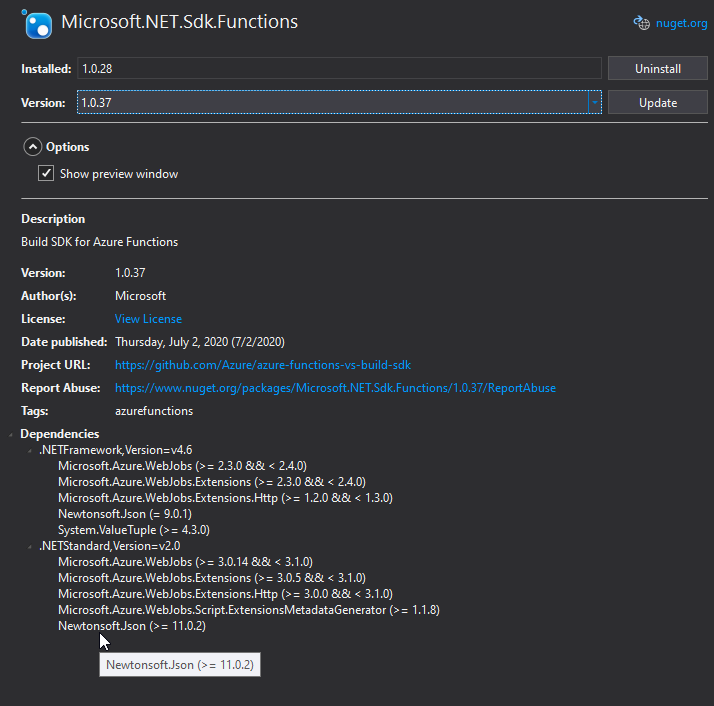 Microsoft.NET.Sdk.Functions
nuget.org
Installed: 1.0.28 Uninstall
Version: 1.0.37 Update
Options
Show preview window
Description
Build SDK for Azure Functions
Version: 1.0.37
Author(s): Microsoft
License: View License
Date published: Thursday, July 2, 2020 (7/2/2020)
Project URL: https://github.com/Azure/azure-functions-vs-build-sdk
Report Abuse: https://www.nuget.org/packages/Microsoft.NET.Sdk.Functions/1.0.37/ReportAbuse
Tags: azurefunctions
Dependencies
.NETFramework,Version=v4.6
Microsoft.Azure.WebJobs (>= 2.3.0 && < 2.4.0)
Microsoft.Azure.WebJobs.Extensions (>= 2.3.0 && < 2.4.0)
Microsoft.Azure.WebJobs.Extensions.Http (>= 1.2.0 && < 1.3.0)
Newtonsoft.Json (= 9.0.1)
System.ValueTuple (>= 4.3.0)
.NETStandard,Version=v2.0
Microsoft.Azure.WebJobs (>= 3.0.14 && < 3.1.0)
Microsoft.Azure.WebJobs.Extensions (>= 3.0.5 && < 3.1.0)
Microsoft.Azure.WebJobs.Extensions.Http (>= 3.0.0 && < 3.1.0)
Microsoft.Azure.WebJobs.Script.ExtensionsMetadataGenerator (>= 1.1.8)
Newtonsoft.Json (>= 11.0.2)
Newtonsoft.Json (>= 11.0.2)